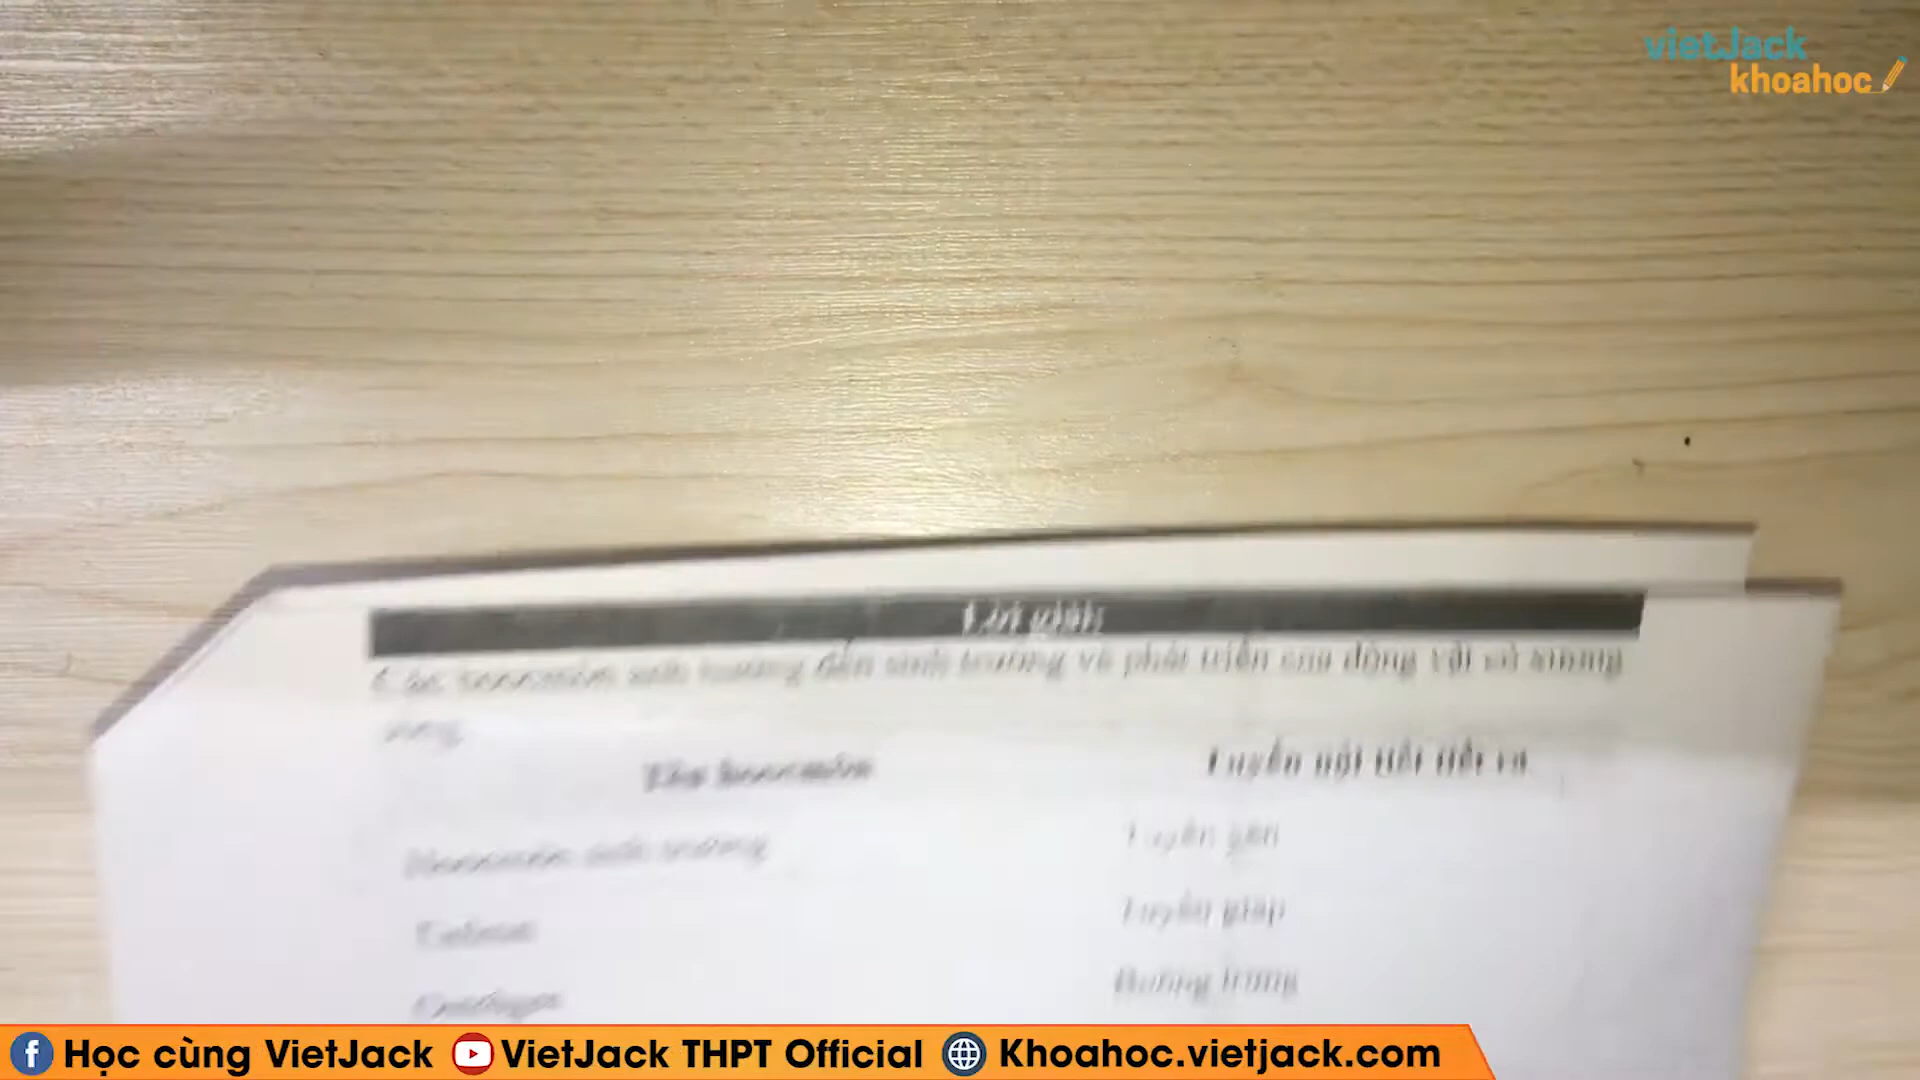 vietJack
khoahoc
Lời giải:
Các hoocmôn ảnh hưởng đến sinh trưởng và phát triển của động vật có xương
sống
Tên hoocmôn
Tuyến nội tiết tiết ra
Hoocmôn sinh trưởng
Tuyến yên
Tuyến giáp
Buồng trứng
Học cùng VietJack
VietJack THPT Official
Khoahoc.vietjack.com